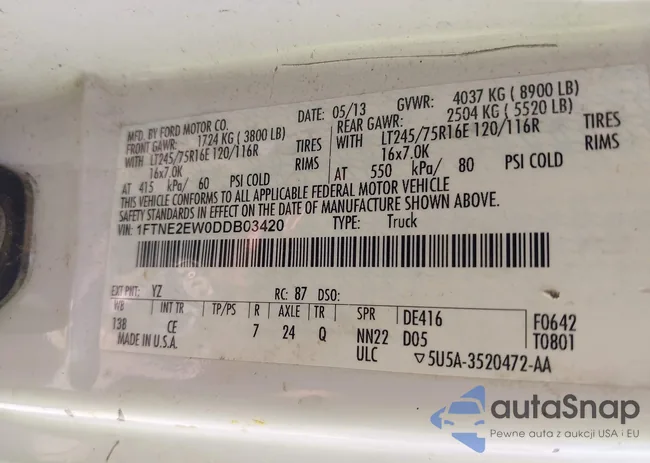 MFD. BY FORD MOTOR CO.
DATE: 05/13 GVWR: 4037 KG ( 8900 LB)
FRONT GAWR: 1724 KG ( 3800 LB) REAR GAWR: 2504 KG ( 5520 LB)
WITH LT245/75R16E 120/116R TIRES WITH LT245/75R16E 120/116R TIRES
16x7.0K RIMS 16x7.0K RIMS
AT 415 kPa/ 60 PSI COLD AT 550 kPa/ 80 PSI COLD
THIS VEHICLE CONFORMS TO ALL APPLICABLE FEDERAL MOTOR VEHICLE
SAFETY STANDARDS IN EFFECT ON THE DATE OF MANUFACTURE SHOWN ABOVE.
VIN: 1FTNE2EW0DDB03420 TYPE: Truck
EXT PNT: YZ RC: 87 DSO:
WB INT TR TP/PS R AXLE TR SPR DE416 F0642
138 CE 7 24 Q NN22 D05 T0801
MADE IN U.S.A. ULC ▽5U5A-3520472-AA
autaSnap
Pewne auta z aukcji USA i EU